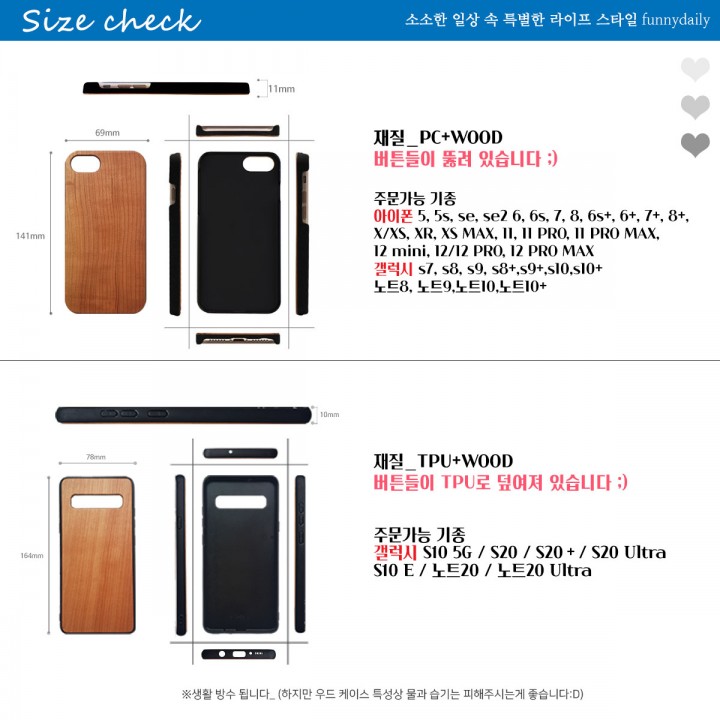 Size check
소소한 일상 속 특별한 라이프 스타일 funnydaily
11mm
69mm
141mm
재질_PC+WOOD
버튼들이 뚫려 있습니다 ;)
주문가능 기종
아이폰 5, 5s, se, se2 6, 6s, 7, 8, 6s+, 6+, 7+, 8+,
X/XS, XR, XS MAX, 11, 11 PRO, 11 PRO MAX,
12 mini, 12/12 PRO, 12 PRO MAX
갤럭시 s7, s8, s9, s8+,s9+,s10,s10+
노트8, 노트9,노트10,노트10+
10mm
78mm
164mm
재질_TPU+WOOD
버튼들이 TPU로 덮여져 있습니다 ;)
주문가능 기종
갤럭시 S10 5G / S20 / S20 + / S20 Ultra
S10 E / 노트20 / 노트20 Ultra
※생활 방수 됩니다_ (하지만 우드 케이스 특성상 물과 습기는 피해주시는게 좋습니다:D)